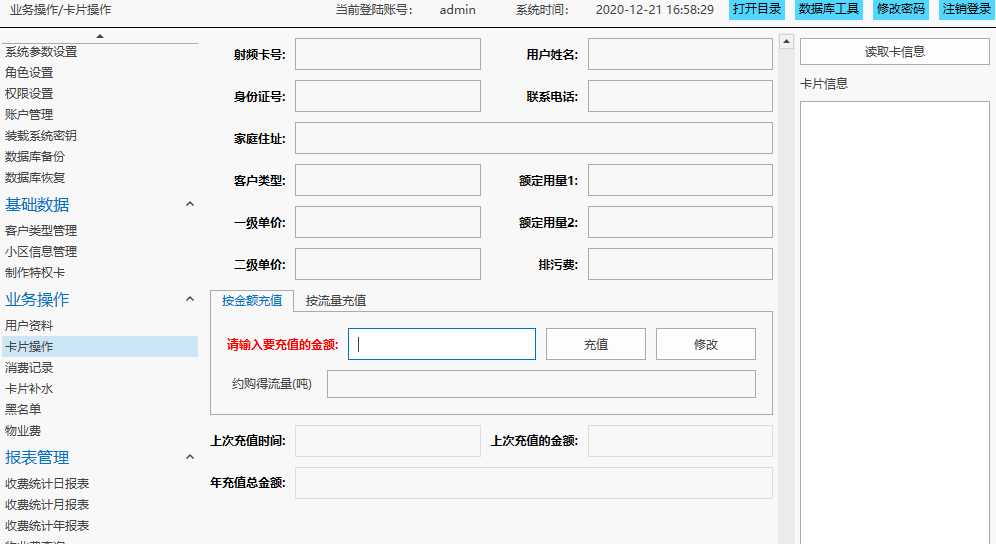 业务操作/卡片操作 当前登陆账号： admin 系统时间： 2020-12-21 16:58:29 打开目录 数据库工具 修改密码 注销登录
系统参数设置
角色设置
权限设置
账户管理
装载系统密钥
数据库备份
数据库恢复
基础数据
客户类型管理
小区信息管理
制作特权卡
业务操作
用户资料
卡片操作
消费记录
卡片补水
黑名单
物业费
报表管理
收费统计日报表
收费统计月报表
收费统计年报表
射频卡号: 用户姓名:
身份证号: 联系电话:
家庭住址:
客户类型: 额定用量1:
一级单价: 额定用量2:
二级单价: 排污费:
按金额充值 按流量充值
请输入要充值的金额: 充值 修改
约购得流量(吨)
上次充值时间: 上次充值的金额:
年充值总金额:
读取卡信息
卡片信息